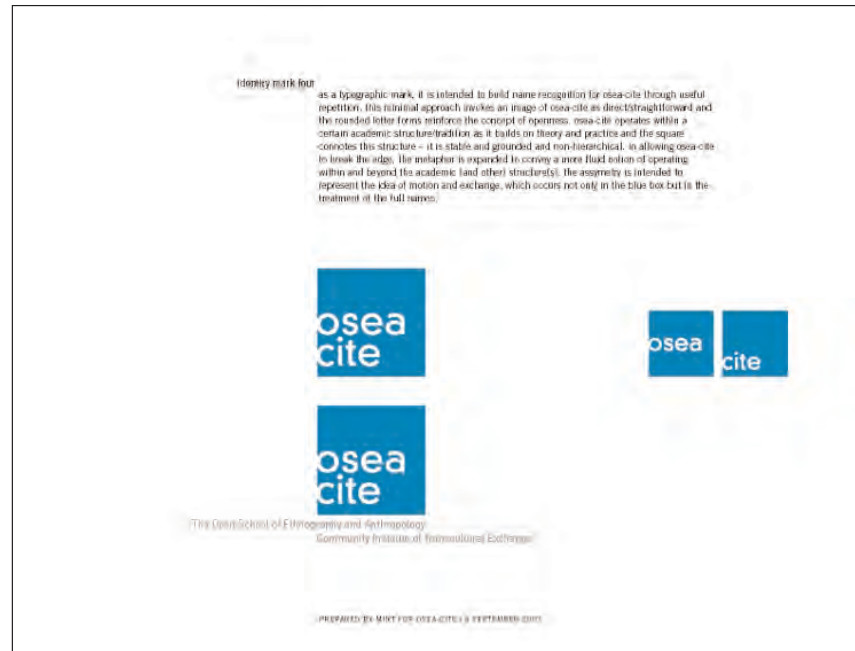 identity mark four
as a typographic mark, it is intended to build name recognition for osea-cite through useful
repetition. this minimal approach invokes an image of osea-cite as direct/straightforward and
the rounded letter forms reinforce the concept of openness. osea-cite operates within a
certain academic structure/tradition as it builds on theory and practice and the square
connotes this structure – it is stable and grounded and non-hierarchical. in allowing osea-cite
to break the edge, the metaphor is expanded to convey a more fluid notion of operating
within and beyond the academic (and other) structure(s). the assymetry is intended to
represent the idea of motion and exchange, which occurs not only in the blue box but in the
treatment of the full names.
osea
cite
osea
cite
osea
cite
The Open School of Ethnography and Anthropology
Community Institute of Transcultural Exchange
PREPARED BY MINT FOR OSEA-CITE | SEPTEMBER